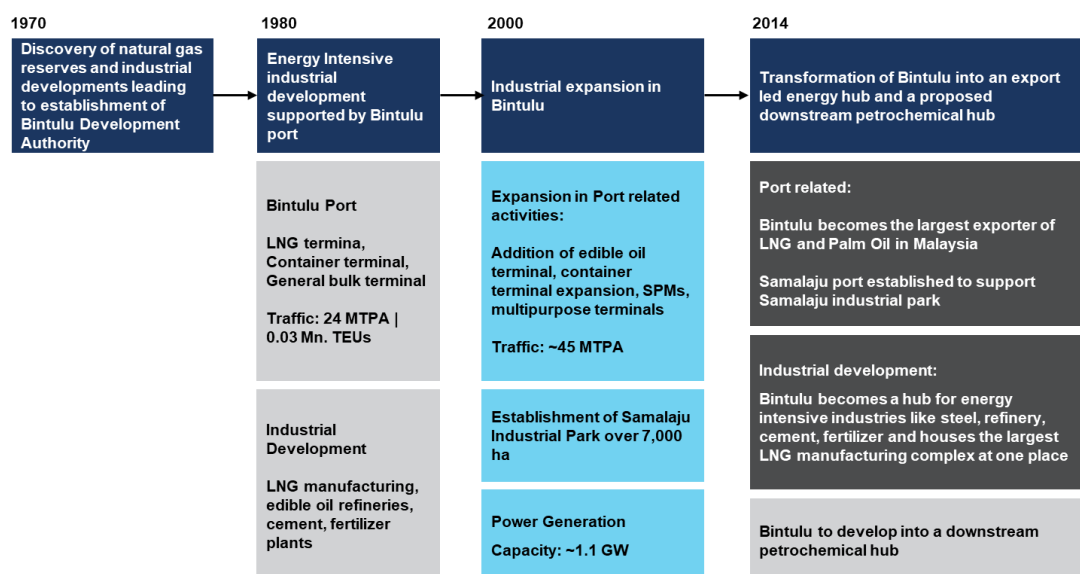 1970
Discovery of natural gas
reserves and industrial
developments leading
to establishment of
Bintulu Development
Authority
1980
Energy Intensive
industrial
development
supported by Bintulu
port
Bintulu Port
LNG termina,
Container terminal,
General bulk terminal
Traffic: 24 MTPA |
0.03 Mn. TEUs
Industrial
Development
LNG manufacturing,
edible oil refineries,
cement, fertilizer
plants
2000
Industrial expansion in
Bintulu
Expansion in Port related
activities:
Addition of edible oil
terminal, container
terminal expansion, SPMs,
multipurpose terminals
Traffic: ~45 MTPA
Establishment of Samalaju
Industrial Park over 7,000
ha
Power Generation
Capacity: ~1.1 GW
2014
Transformation of Bintulu into an export
led energy hub and a proposed
downstream petrochemical hub
Port related:
Bintulu becomes the largest exporter of
LNG and Palm Oil in Malaysia
Samalaju port established to support
Samalaju industrial park
Industrial development:
Bintulu becomes a hub for energy
intensive industries like steel, refinery,
cement, fertilizer and houses the largest
LNG manufacturing complex at one place
Bintulu to develop into a downstream
petrochemical hub